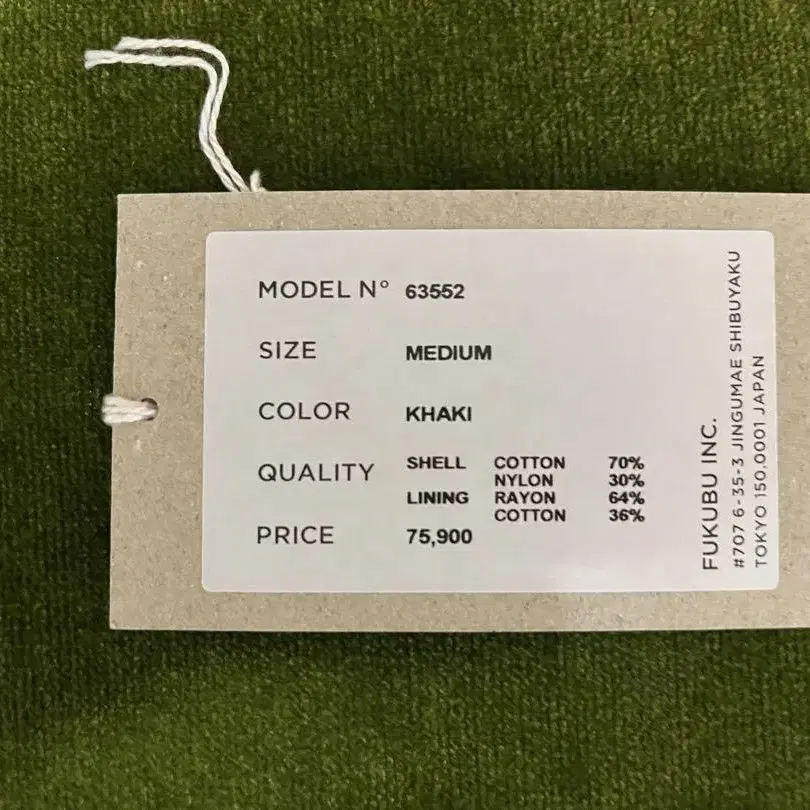 MODEL N° 63552
SIZE MEDIUM
COLOR KHAKI
QUALITY SHELL COTTON 70%
NYLON 30%
LINING RAYON 64%
COTTON 36%
PRICE 75,900
FUKUBU INC.
#707 6-35-3 JINGUMAE SHIBUYAKU
TOKYO 150,0001 JAPAN